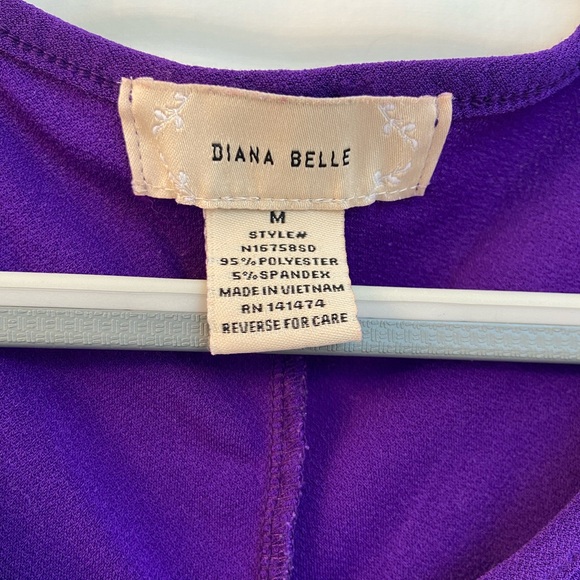 DIANA BELLE
M
STYLE#
N16758SD
95%POLYESTER
5%SPANDEX
MADE IN VIETNAM
RN 141474
REVERSE FOR CARE